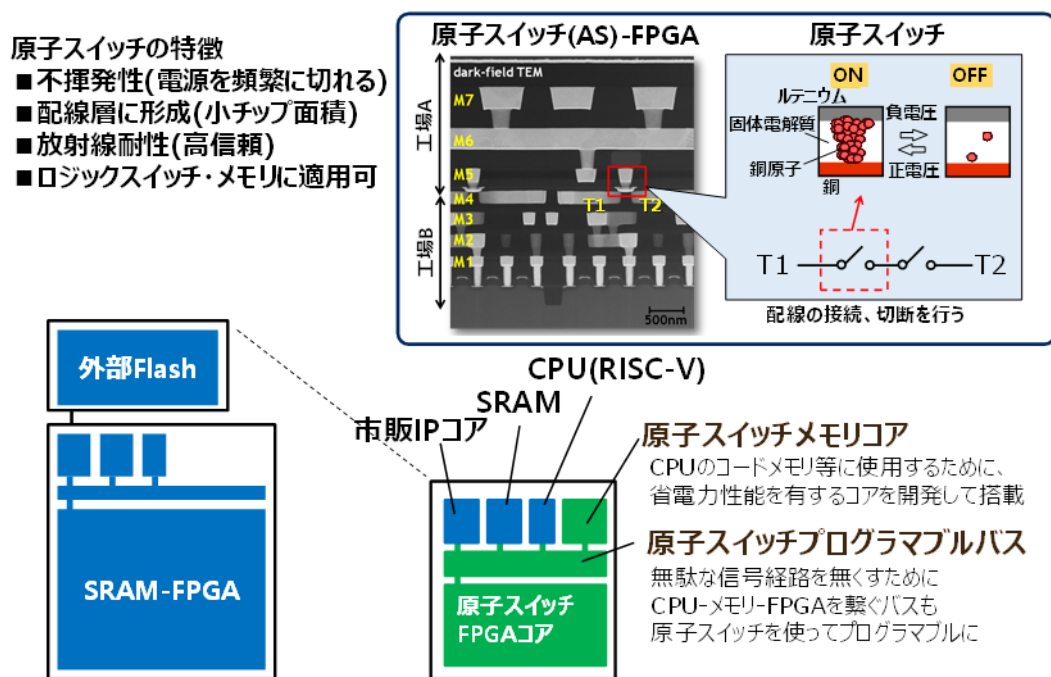 原子スイッチの特徴
■不揮発性(電源を頻繁に切れる)
■配線層に形成(小チップ面積)
■放射線耐性(高信頼)
■ロジックスイッチ・メモリに適用可
原子スイッチ(AS)-FPGA
工場A
工場B
dark-field TEM
M7
M6
M5
M4
T1
T2
M3
M2
M1
500nm
原子スイッチ
ON
OFF
ルテニウム
固体電解質
銅原子
銅
負電圧
正電圧
T1
T2
配線の接続、切断を行う
外部Flash
SRAM-FPGA
CPU(RISC-V)
SRAM
市販IPコア
原子スイッチ
FPGAコア
原子スイッチメモリコア
CPUのコードメモリ等に使用するために、
省電力性能を有するコアを開発して搭載
原子スイッチプログラマブルバス
無駄な信号経路を無くすために
CPU-メモリ-FPGAを繋ぐバスも
原子スイッチを使ってプログラマブルに